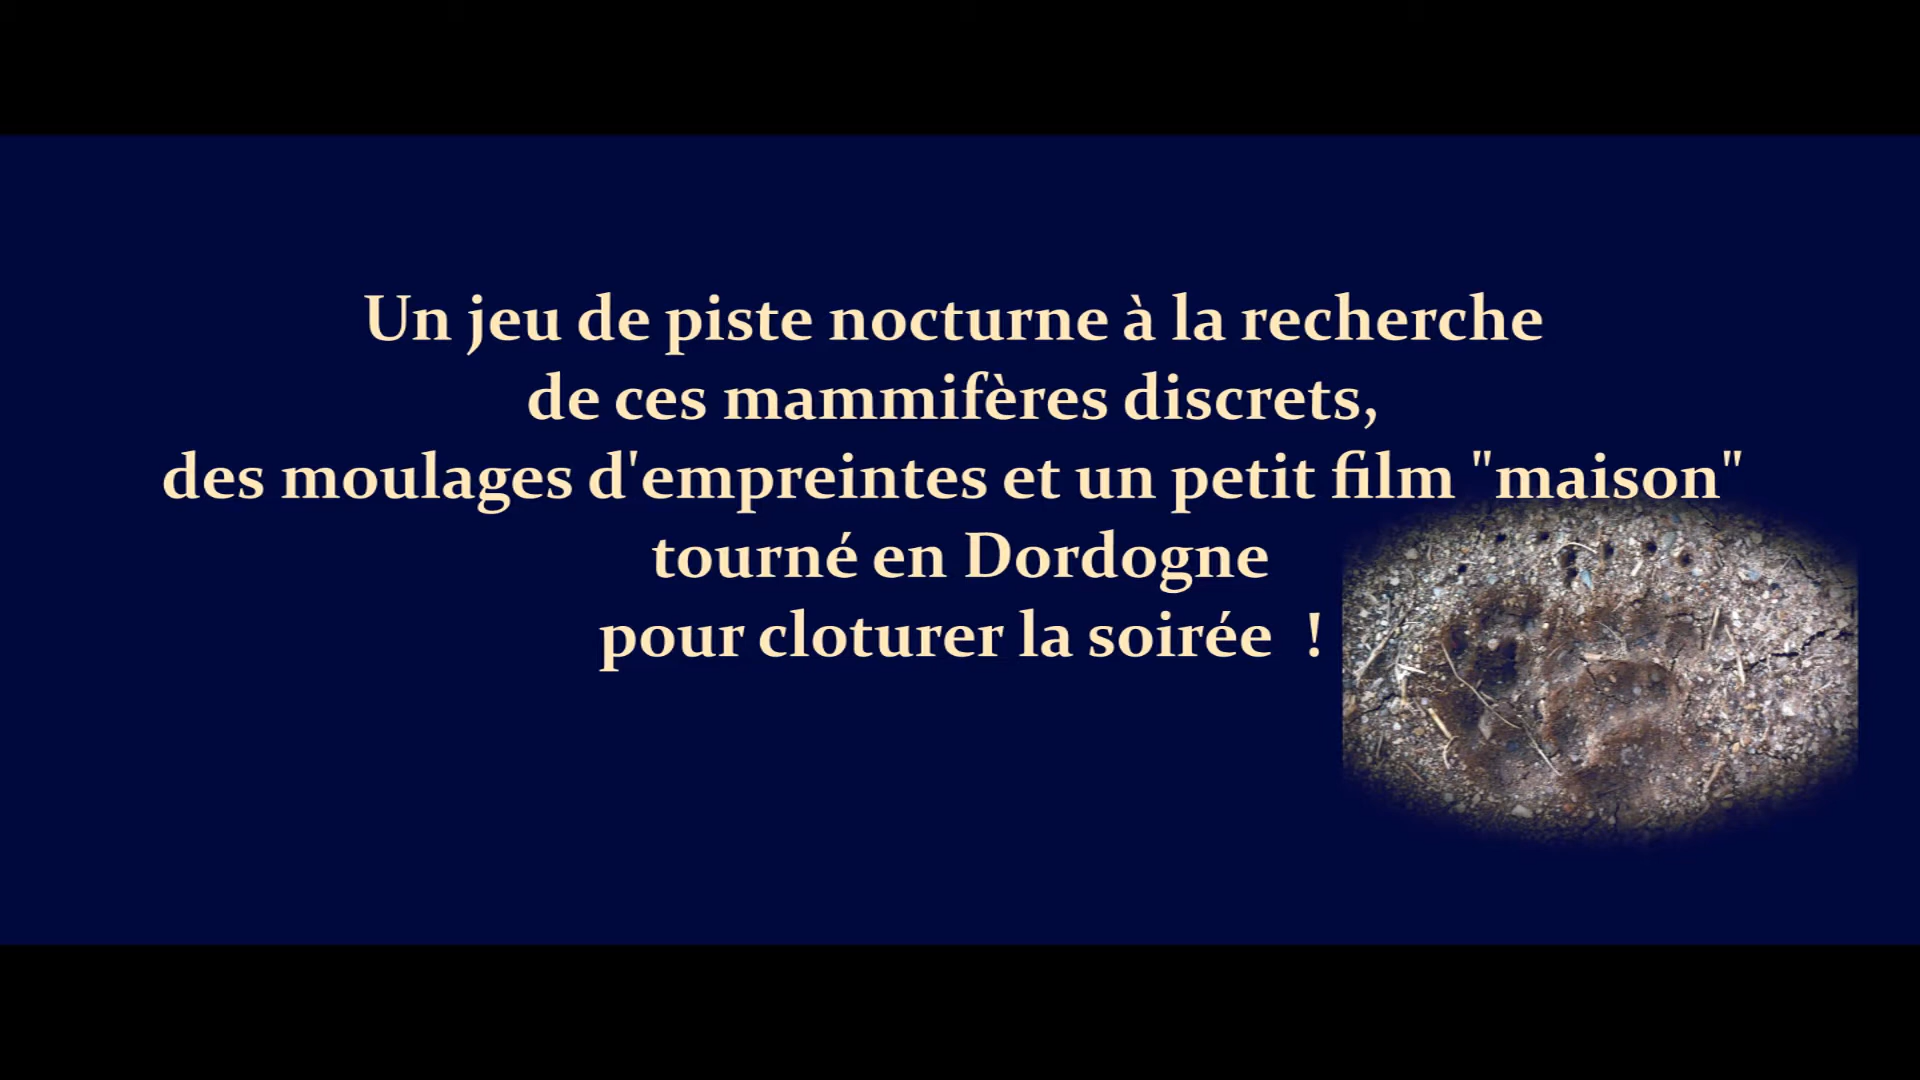 Un jeu de piste nocturne à la recherche
de ces mammifères discrets,
des moulages d'empreintes et un petit film "maison"
tourné en Dordogne
pour cloturer la soirée  !